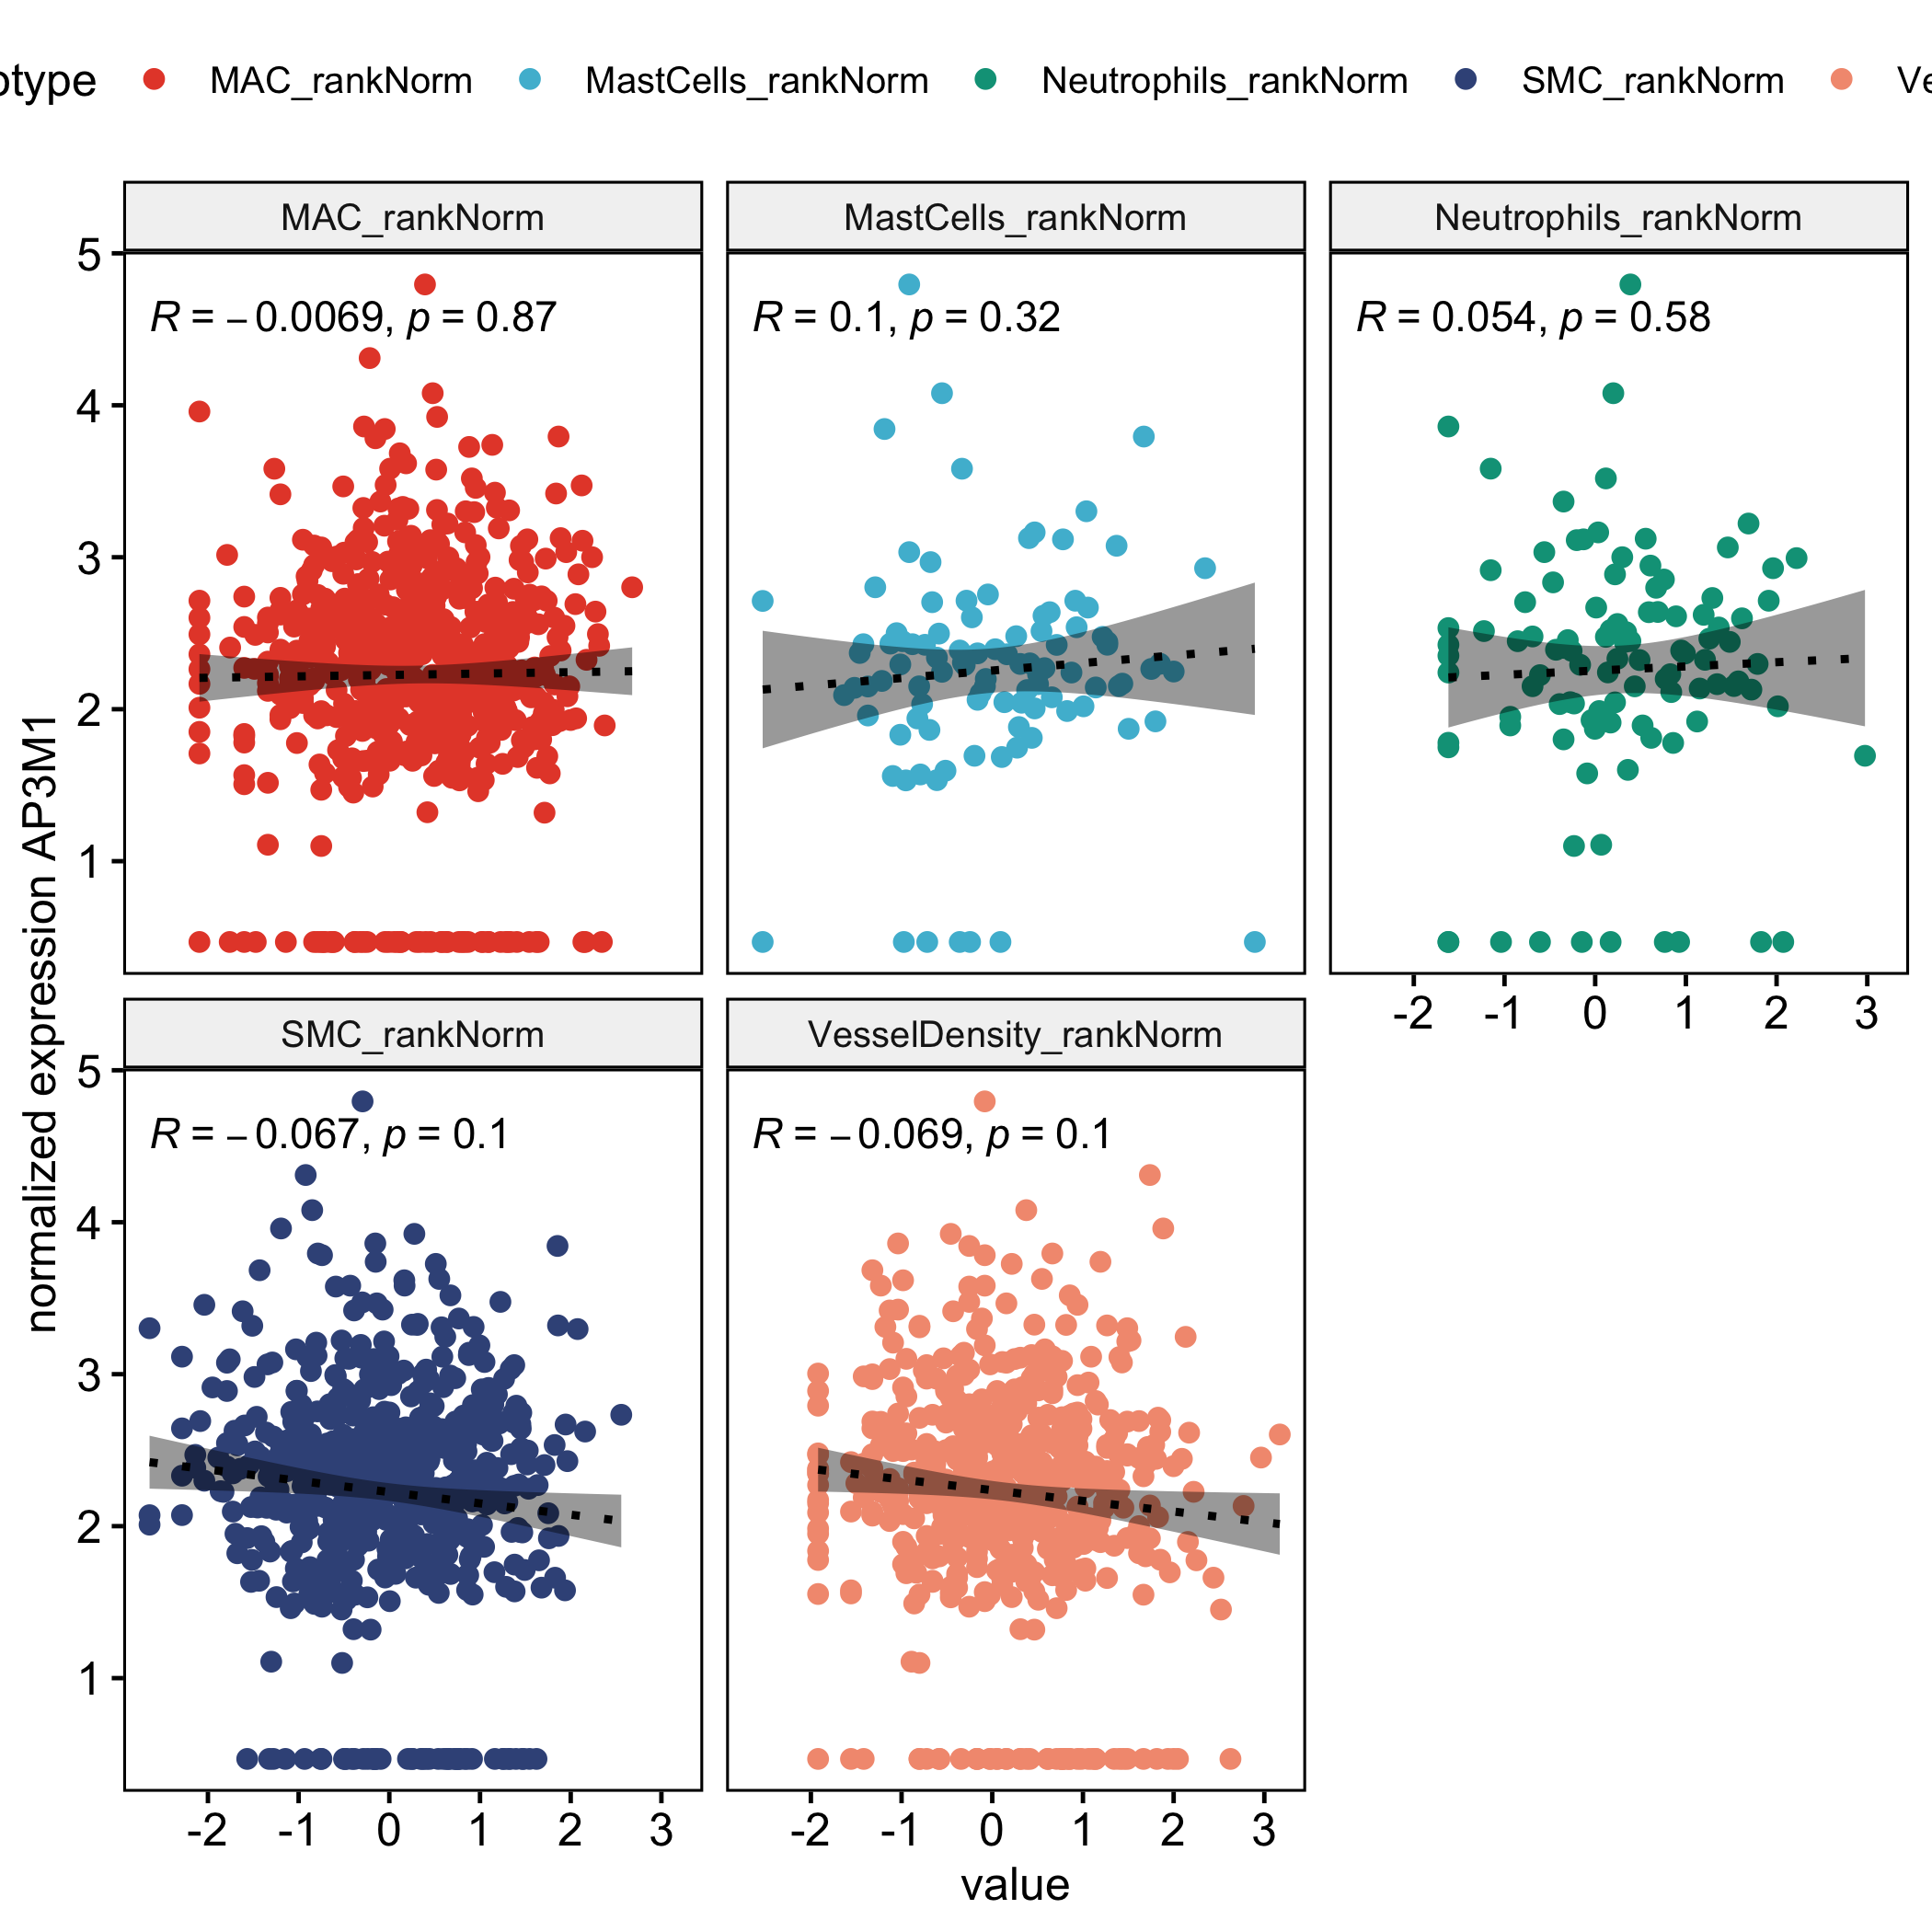 otype MAC_rankNorm MastCells_rankNorm Neutrophils_rankNorm SMC_rankNorm Ve
MAC_rankNorm MastCells_rankNorm Neutrophils_rankNorm
R = − 0.0069, p = 0.87
R = 0.1, p = 0.32
R = 0.054, p = 0.58
5
4
3
2
1
-2 -1 0 1 2 3
normalized expression AP3M1
SMC_rankNorm VesselDensity_rankNorm
R = − 0.067, p = 0.1
R = − 0.069, p = 0.1
5
4
3
2
1
-2 -1 0 1 2 3
-2 -1 0 1 2 3
value